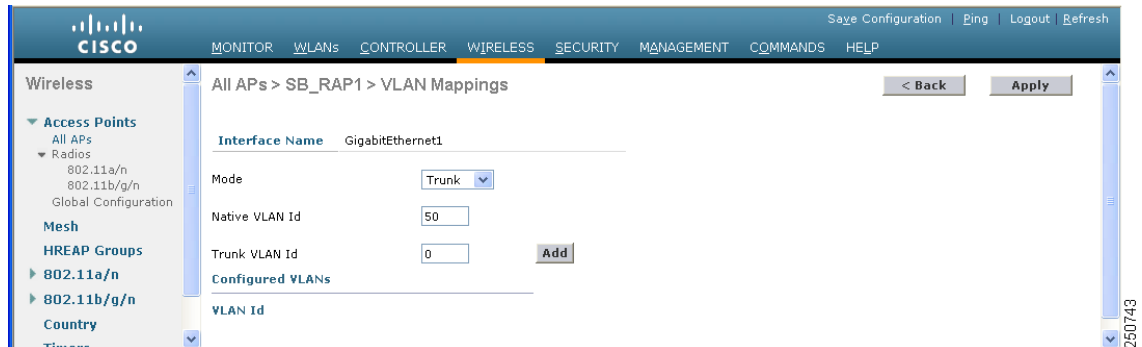 Save Configuration | Ping | Logout | Refresh
CISCO
MONITOR WLANs CONTROLLER WIRELESS SECURITY MANAGEMENT COMMANDS HELP
Wireless
Access Points
All APs
Radios
802.11a/n
802.11b/g/n
Global Configuration
Mesh
HREAP Groups
802.11a/n
802.11b/g/n
Country
Timers
All APs > SB_RAP1 > VLAN Mappings
< Back
Apply
Interface Name GigabitEthernet1
Mode Trunk
Native VLAN Id 50
Trunk VLAN Id 0 Add
Configured VLANs
VLAN Id
250743